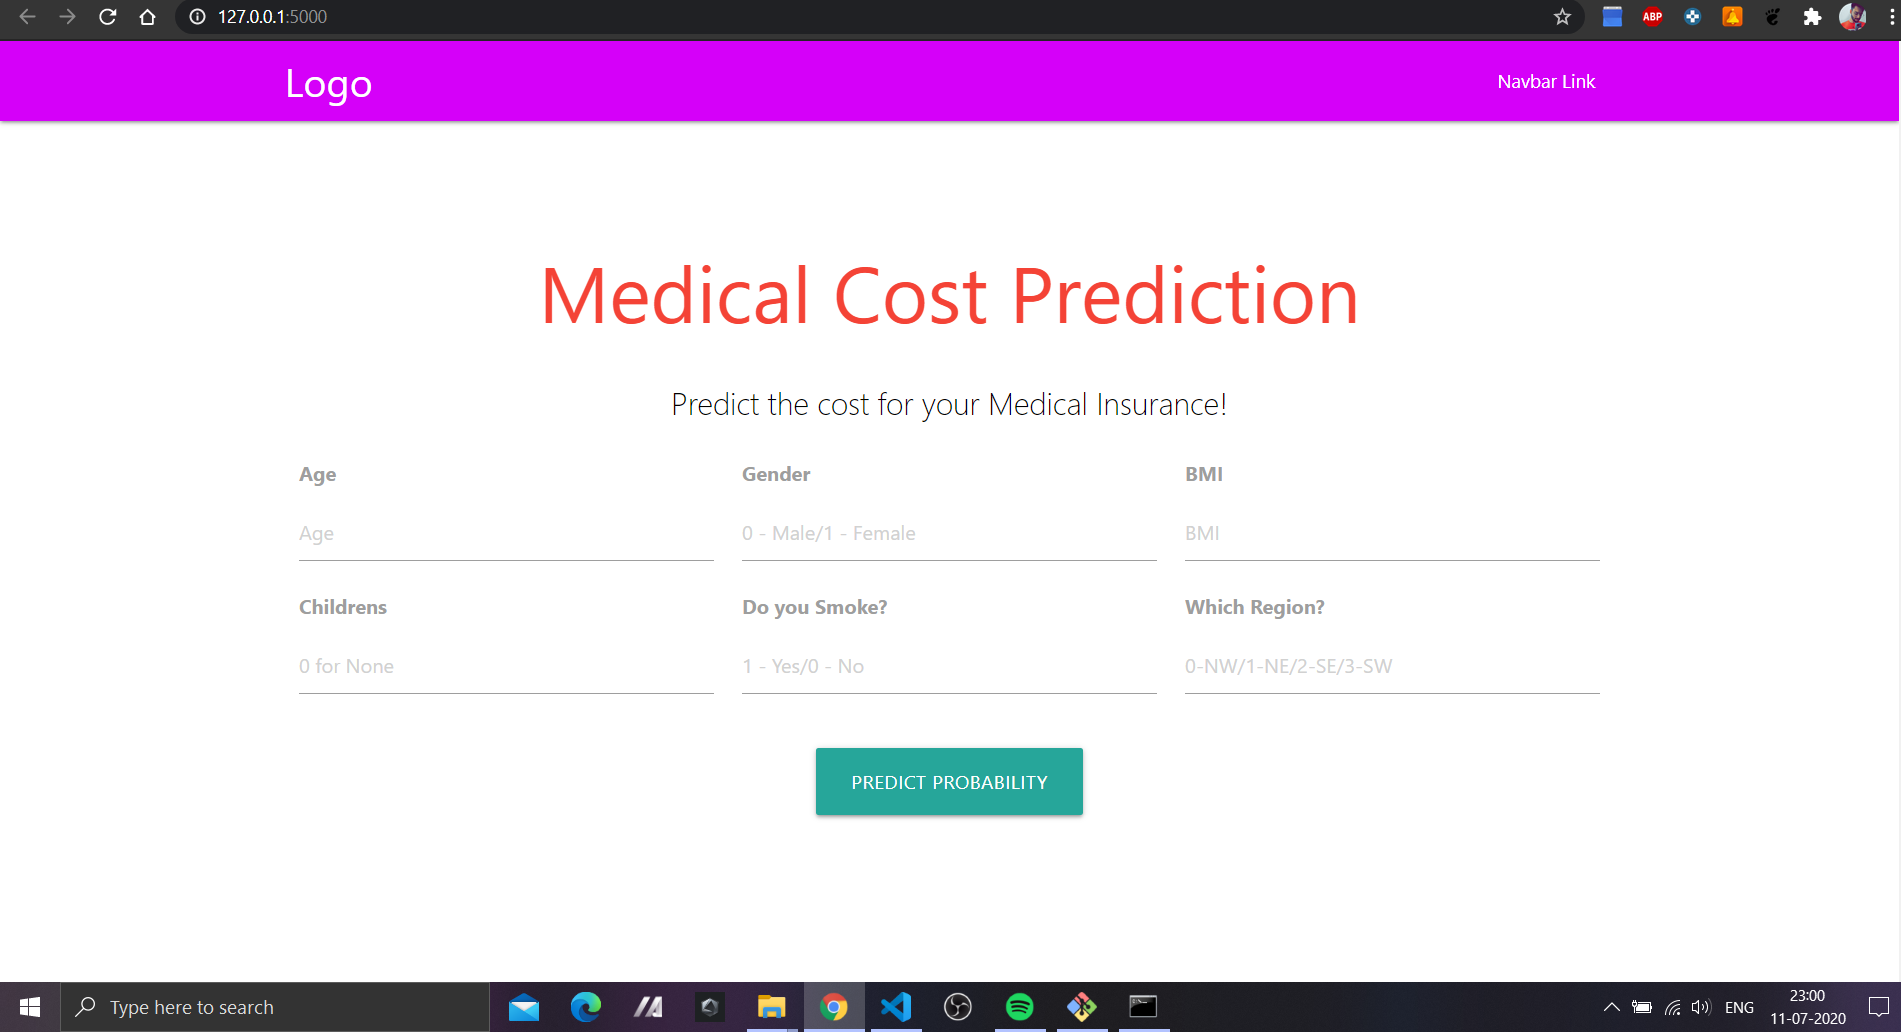 127.0.0.1:5000
ABP
Logo
Navbar Link
Medical Cost Prediction
Predict the cost for your Medical Insurance!
Age
Gender
BMI
Age
0 - Male/1 - Female
BMI
Childrens
Do you Smoke?
Which Region?
0 for None
1 - Yes/0 - No
0-NW/1-NE/2-SE/3-SW
PREDICT PROBABILITY
Type here to search
ENG
23:00
11-07-2020